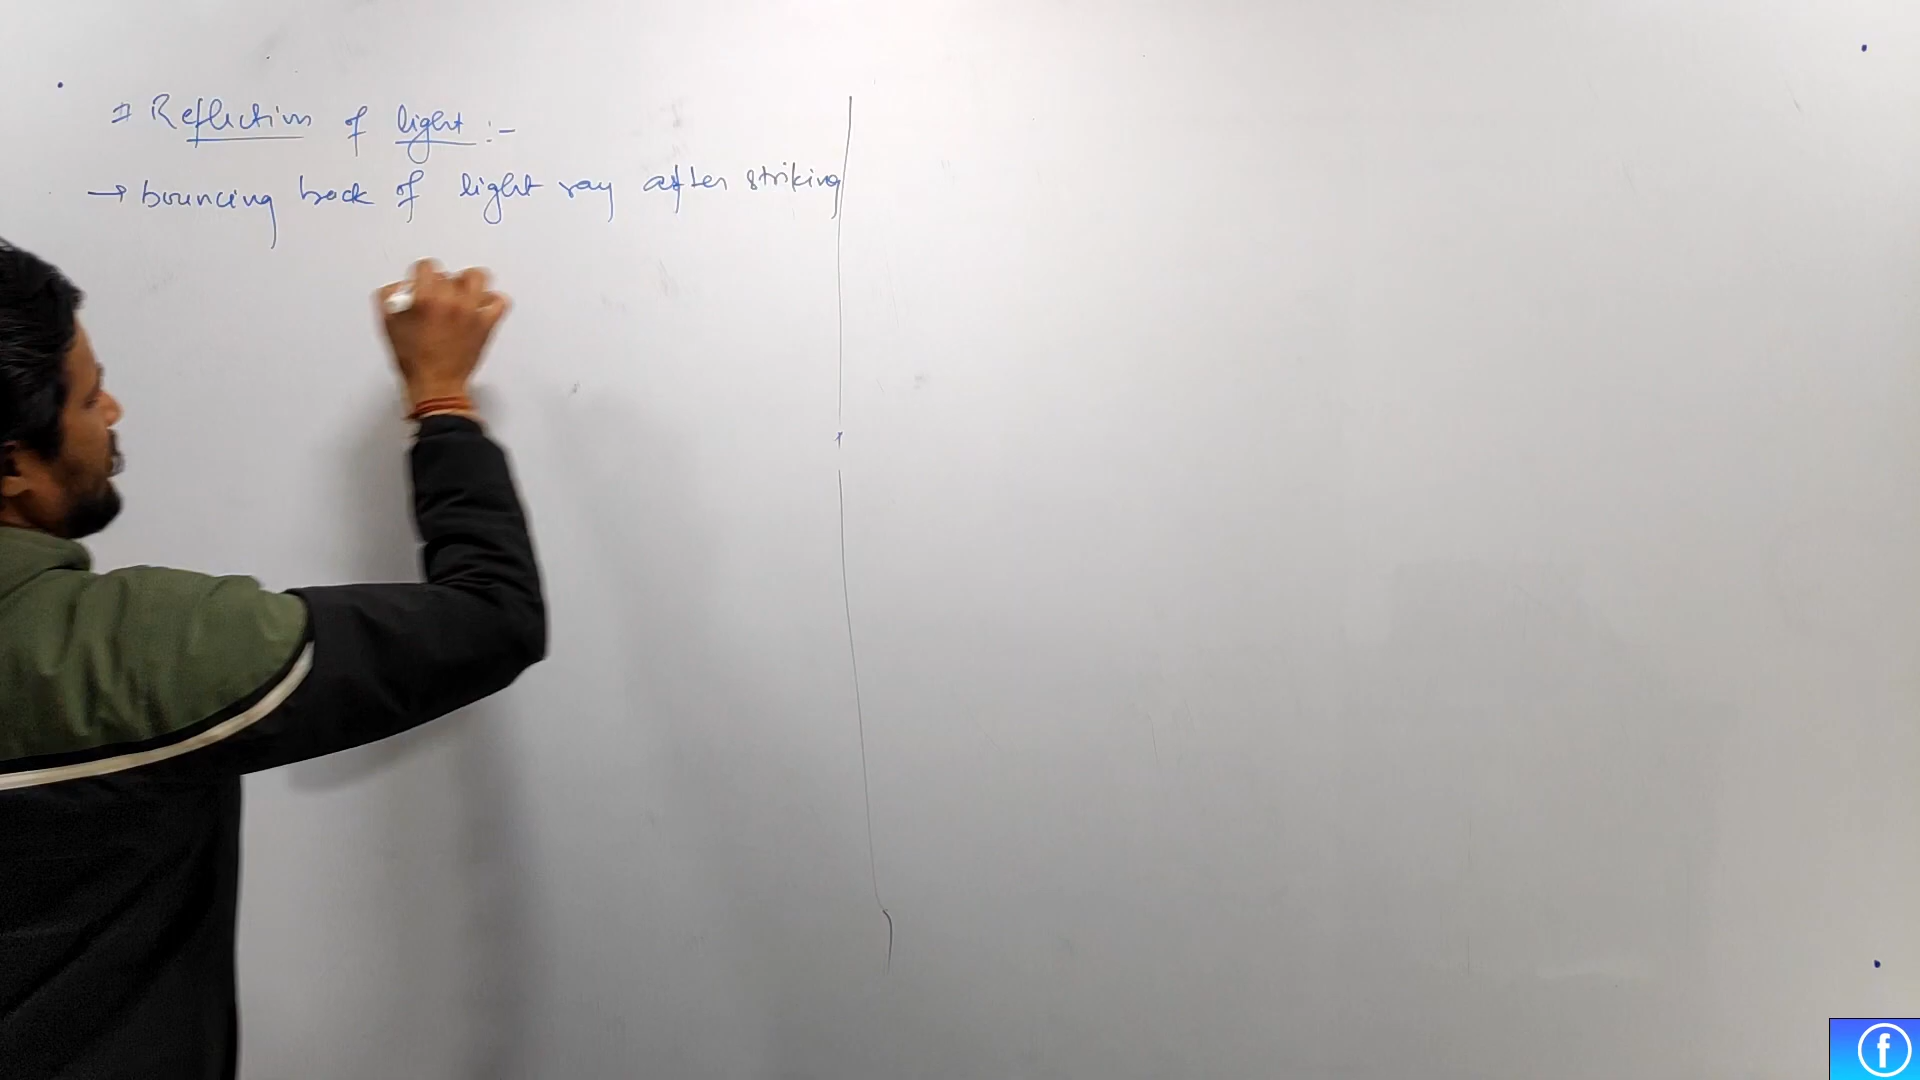 # Reflection of light :-
→ bouncing back of light ray after striking
f